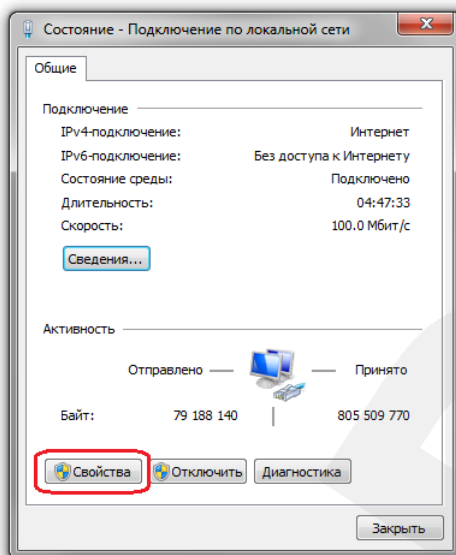 Состояние - Подключение по локальной сети
Общие
Подключение
IPv4-подключение: Интернет
IPv6-подключение: Без доступа к Интернету
Состояние среды: Подключено
Длительность: 04:47:33
Скорость: 100.0 Мбит/с
Сведения...
Активность
Отправлено — Принято
Байт: 79 188 140 805 509 770
Свойства Отключить Диагностика
Закрыть